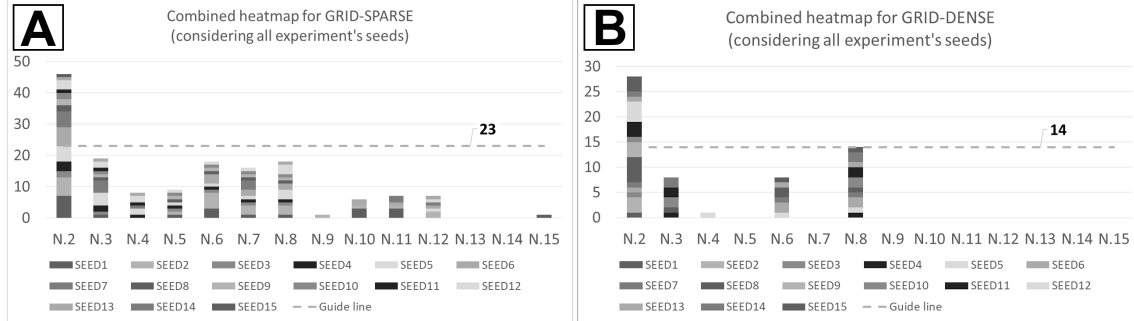 A
Combined heatmap for GRID-SPARSE
(considering all experiment's seeds)
50
40
30
20
10
0
23
N.2 N.3 N.4 N.5 N.6 N.7 N.8 N.9 N.10 N.11 N.12 N.13 N.14 N.15
SEED1 SEED2 SEED3 SEED4 SEED5 SEED6
SEED7 SEED8 SEED9 SEED10 SEED11 SEED12
SEED13 SEED14 SEED15 Guide line
B
Combined heatmap for GRID-DENSE
(considering all experiment's seeds)
30
25
20
15
10
5
0
14
N.2 N.3 N.4 N.5 N.6 N.7 N.8 N.9 N.10 N.11 N.12 N.13 N.14 N.15
SEED1 SEED2 SEED3 SEED4 SEED5 SEED6
SEED7 SEED8 SEED9 SEED10 SEED11 SEED12
SEED13 SEED14 SEED15 Guide line